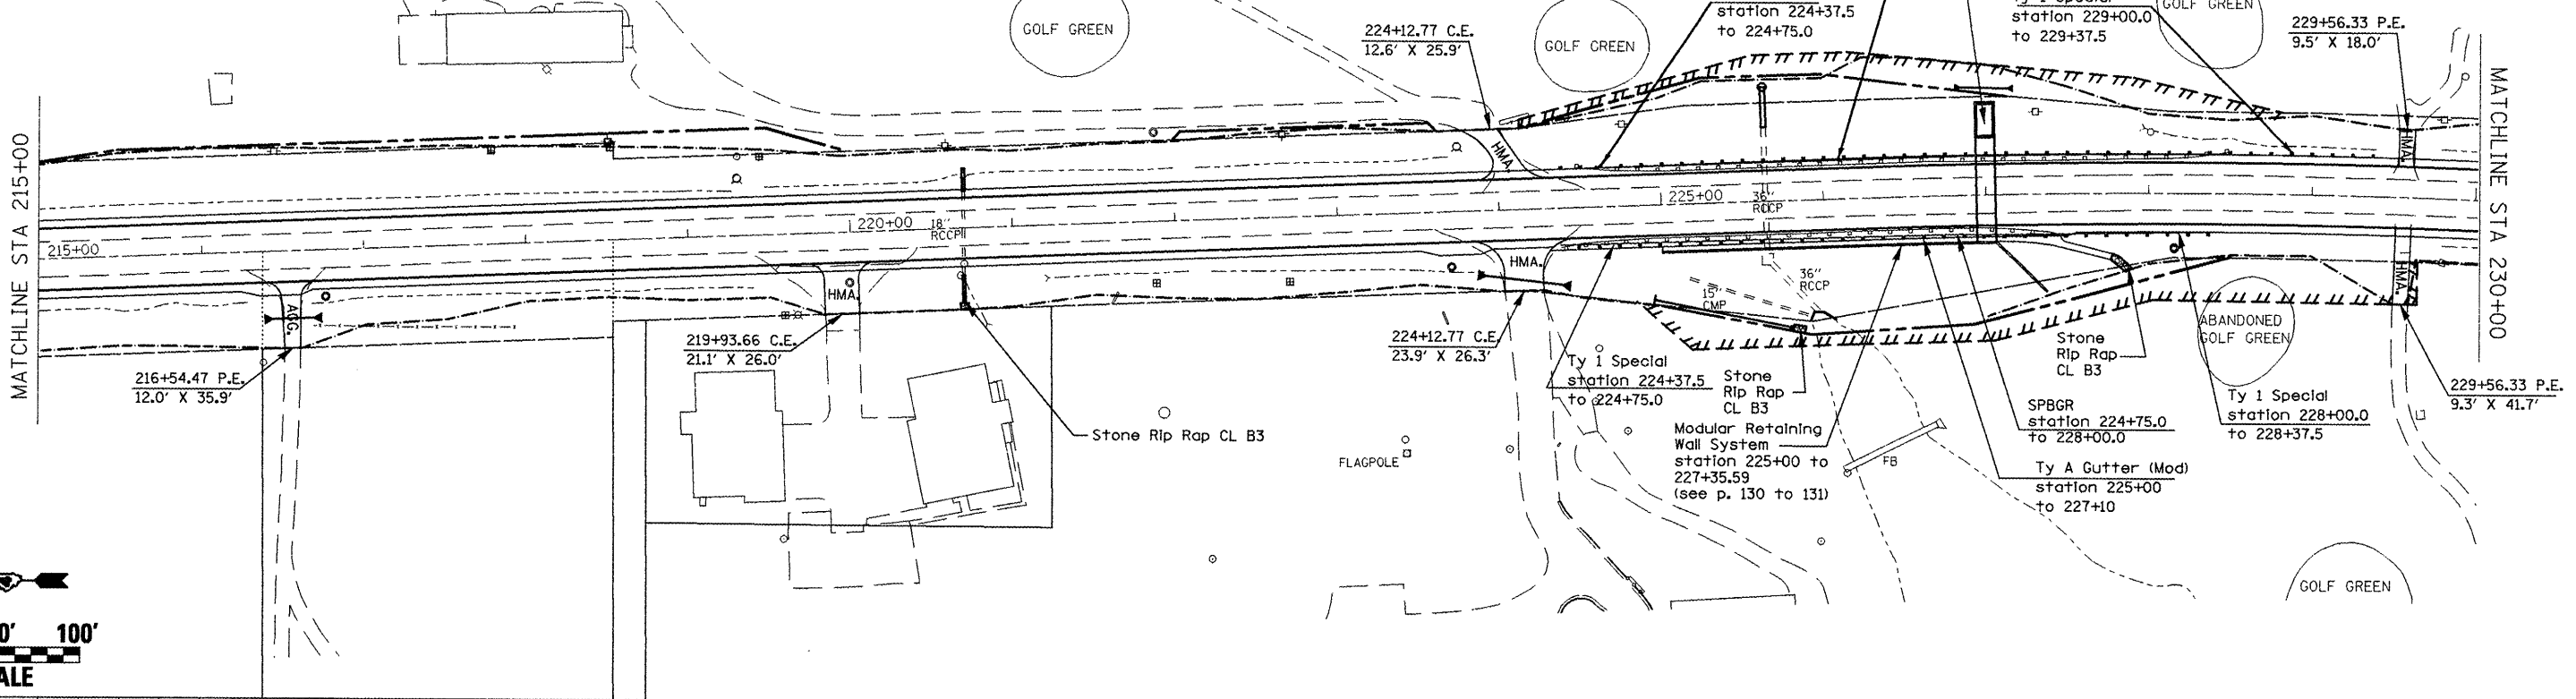 MATCHLINE STA 215+00
GOLF GREEN
224+12.77 C.E.
12.6' X 25.9'
GOLF GREEN
station 224+37.5
to 224+75.0
Ty 1 Special
station 229+00.0
to 229+37.5
GOLF GREEN
229+56.33 P.E.
9.5' X 18.0'
MATCHLINE STA 230+00
HMA.
HMA.
215+00
220+00
18"
RCCP
225+00
36"
RCCP
AGG.
HMA.
HMA.
HMA.
216+54.47 P.E.
12.0' X 35.9'
219+93.66 C.E.
21.1' X 26.0'
224+12.77 C.E.
23.9' X 26.3'
15"
CMP
36"
RCCP
Ty 1 Special
station 224+37.5
to 224+75.0
Stone
Rip Rap
CL B3
Stone
Rip Rap
CL B3
ABANDONED
GOLF GREEN
229+56.33 P.E.
9.3' X 41.7'
Stone Rip Rap CL B3
FLAGPOLE
Modular Retaining
Wall System
station 225+00 to
227+35.59
(see p. 130 to 131)
FB
SPBGR
station 224+75.0
to 228+00.0
Ty 1 Special
station 228+00.0
to 228+37.5
Ty A Gutter (Mod)
station 225+00
to 227+10
GOLF GREEN
0' 100'
ALE